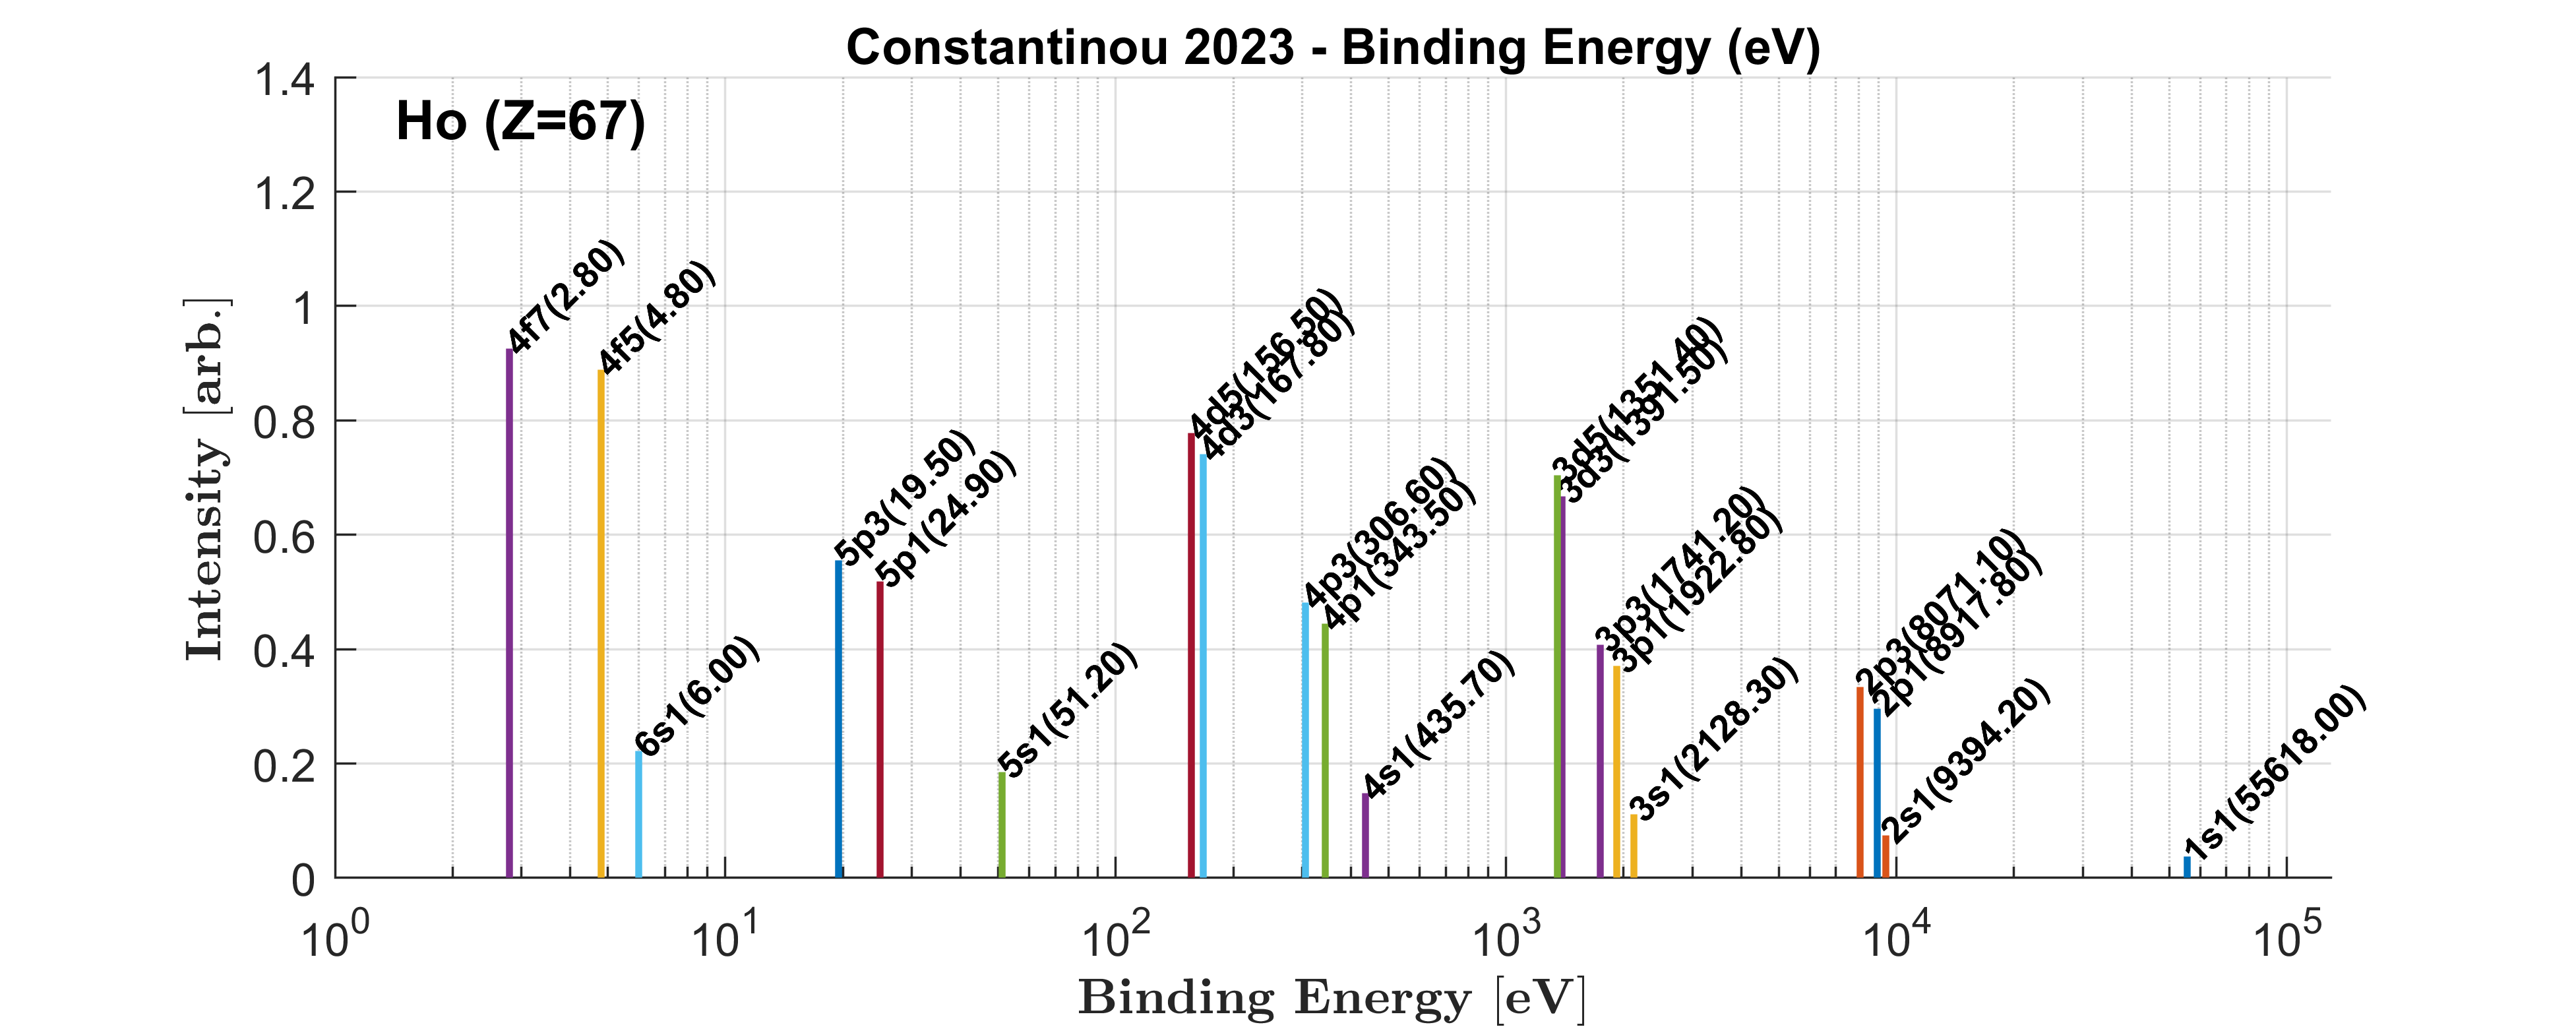 Constantinou 2023 - Binding Energy (eV)
Ho (Z=67)
Intensity [arb.]
1.4
1.2
1
0.8
0.6
0.4
0.2
0
4f7(2.80)
4f5(4.80)
6s1(6.00)
5p3(19.50)
5p1(24.90)
5s1(51.20)
4d5(156.50)
4d3(167.80)
4p3(306.60)
4p1(343.50)
4s1(435.70)
3d5(1351.40)
3d3(1391.50)
3p3(1741.20)
3p1(1922.80)
3s1(2128.30)
2p3(8071.10)
2p1(8917.80)
2s1(9394.20)
1s1(55618.00)
10^0 10^1 10^2 10^3 10^4 10^5
Binding Energy [eV]